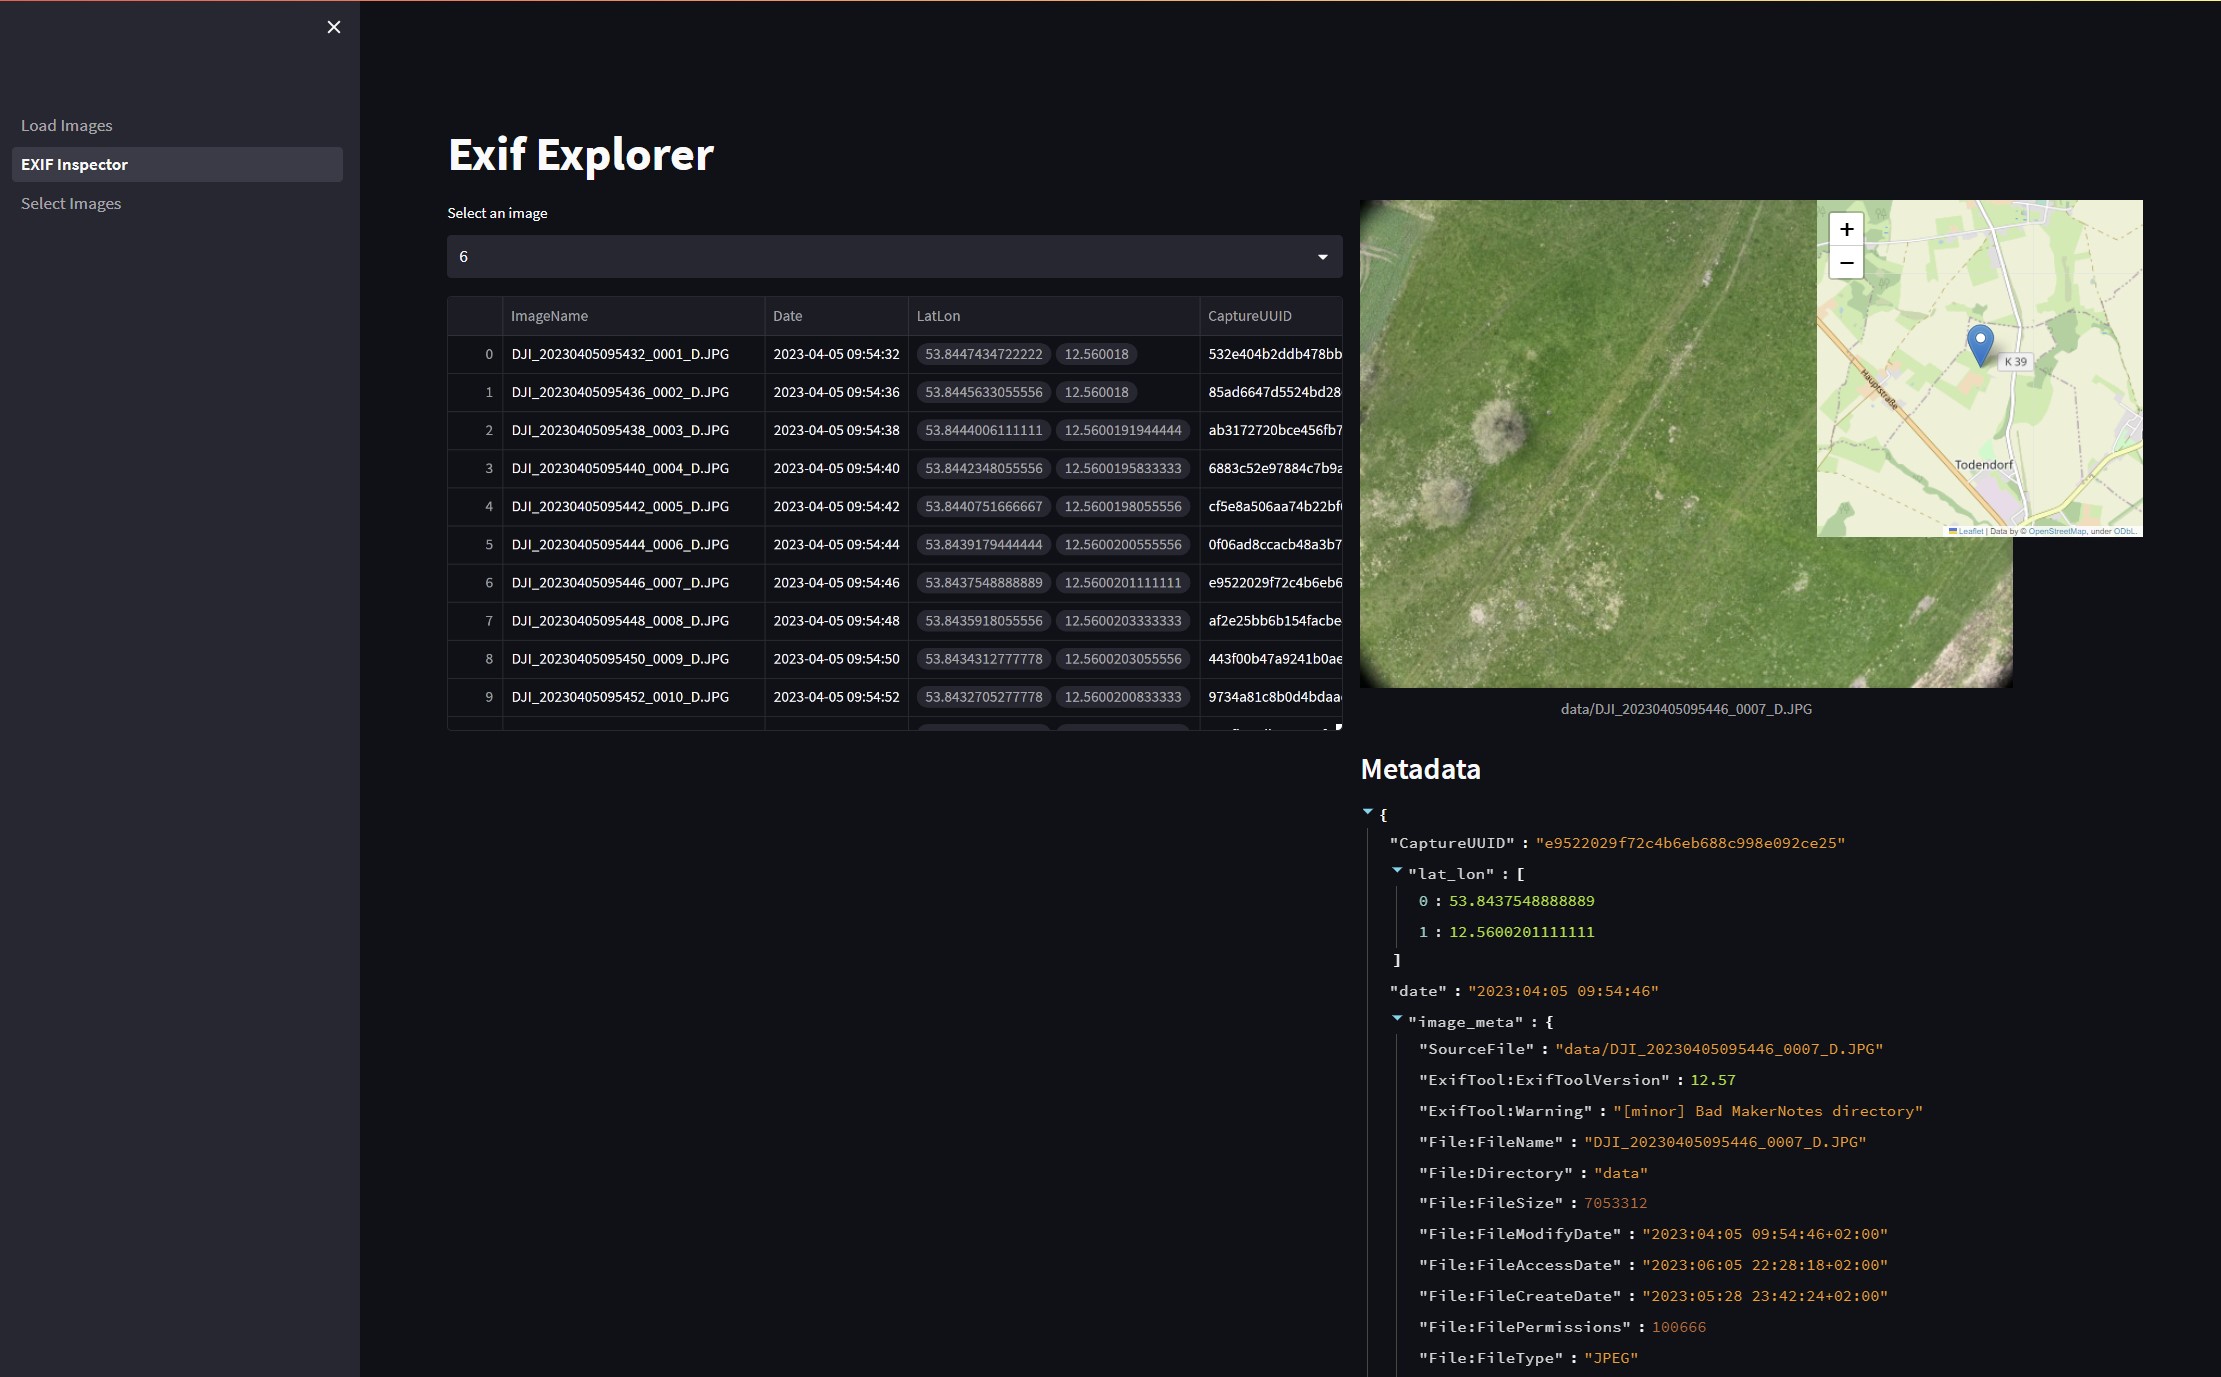 Load Images
EXIF Inspector
Select Images
Exif Explorer
Select an image
6
ImageName Date LatLon CaptureUUID
0 DJI_20230405095432_0001_D.JPG 2023-04-05 09:54:32 53.8447434722222 12.560018 532e404b2ddb478bb
1 DJI_20230405095436_0002_D.JPG 2023-04-05 09:54:36 53.8445633055556 12.560018 85ad6647d5524bd28
2 DJI_20230405095438_0003_D.JPG 2023-04-05 09:54:38 53.8444006111111 12.5600191944444 ab3172720bce456fb7
3 DJI_20230405095440_0004_D.JPG 2023-04-05 09:54:40 53.8442348055556 12.5600195833333 6883c52e97884c7b9a
4 DJI_20230405095442_0005_D.JPG 2023-04-05 09:54:42 53.8440751666667 12.5600198055556 cf5e8a506aa74b22bf
5 DJI_20230405095444_0006_D.JPG 2023-04-05 09:54:44 53.8439179444444 12.5600200555556 0f06ad8ccacb48a3b7
6 DJI_20230405095446_0007_D.JPG 2023-04-05 09:54:46 53.8437548888889 12.5600201111111 e9522029f72c4b6eb6
7 DJI_20230405095448_0008_D.JPG 2023-04-05 09:54:48 53.8435918055556 12.5600203333333 af2e25bb6b154facbe
8 DJI_20230405095450_0009_D.JPG 2023-04-05 09:54:50 53.8434312777778 12.5600203055556 443f00b47a9241b0ae
9 DJI_20230405095452_0010_D.JPG 2023-04-05 09:54:52 53.8432705277778 12.5600200833333 9734a81c8b0d4bdaa
+
−
K 39
Hauptstraße
Todendorf
Leaflet | Data by © OpenStreetMap, under ODbL.
data/DJI_20230405095446_0007_D.JPG
Metadata
{
"CaptureUUID" : "e9522029f72c4b6eb688c998e092ce25"
"lat_lon" : [
0 : 53.8437548888889
1 : 12.5600201111111
]
"date" : "2023:04:05 09:54:46"
"image_meta" : {
"SourceFile" : "data/DJI_20230405095446_0007_D.JPG"
"ExifTool:ExifToolVersion" : 12.57
"ExifTool:Warning" : "[minor] Bad MakerNotes directory"
"File:FileName" : "DJI_20230405095446_0007_D.JPG"
"File:Directory" : "data"
"File:FileSize" : 7053312
"File:FileModifyDate" : "2023:04:05 09:54:46+02:00"
"File:FileAccessDate" : "2023:06:05 22:28:18+02:00"
"File:FileCreateDate" : "2023:05:28 23:42:24+02:00"
"File:FilePermissions" : 100666
"File:FileType" : "JPEG"